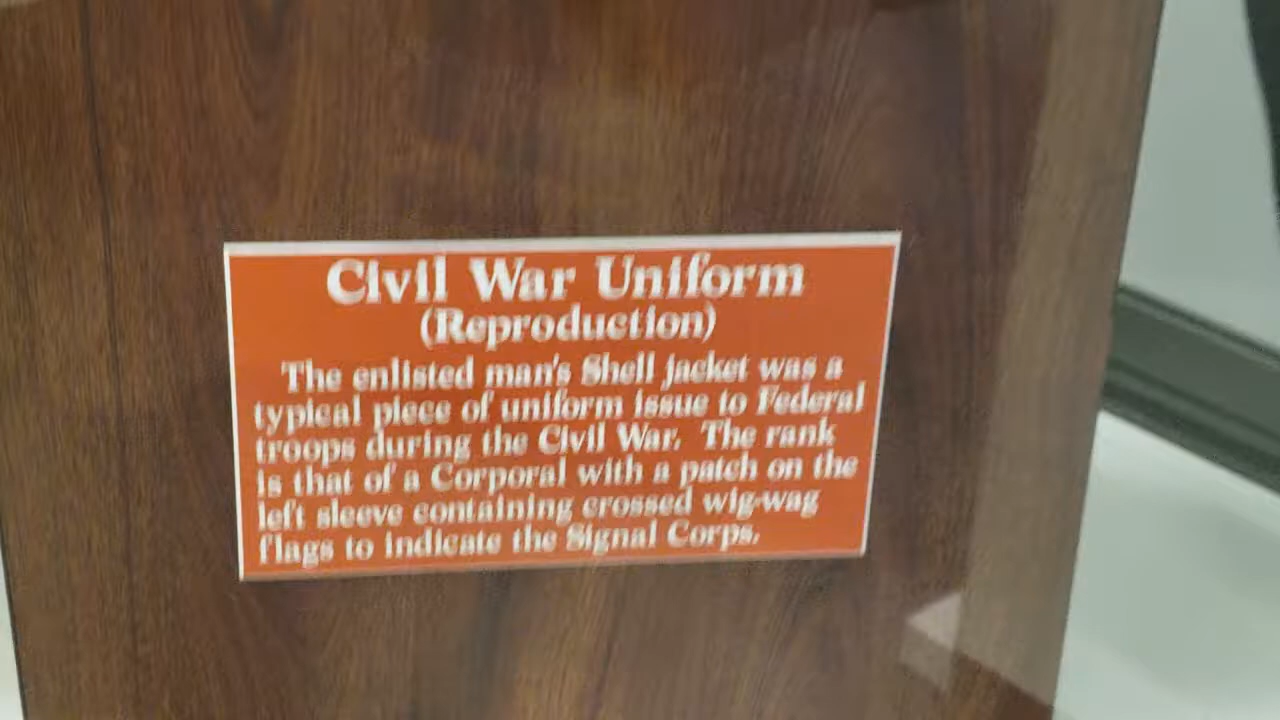 Civil War Uniform
(Reproduction)
The enlisted man's Shell jacket was a
typical piece of uniform issue to Federal
troops during the Civil War. The rank
is that of a Corporal with a patch on the
left sleeve containing crossed wig-wag
flags to indicate the Signal Corps.